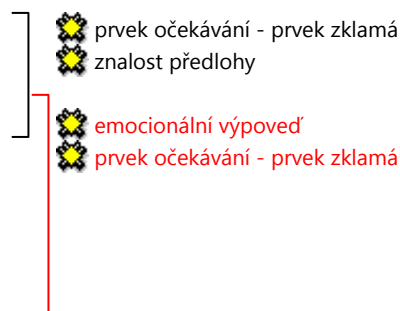 prvek očekávání - prvek zklamá
znalost předlohy
emocionální výpoveď
prvek očekávání - prvek zklamá